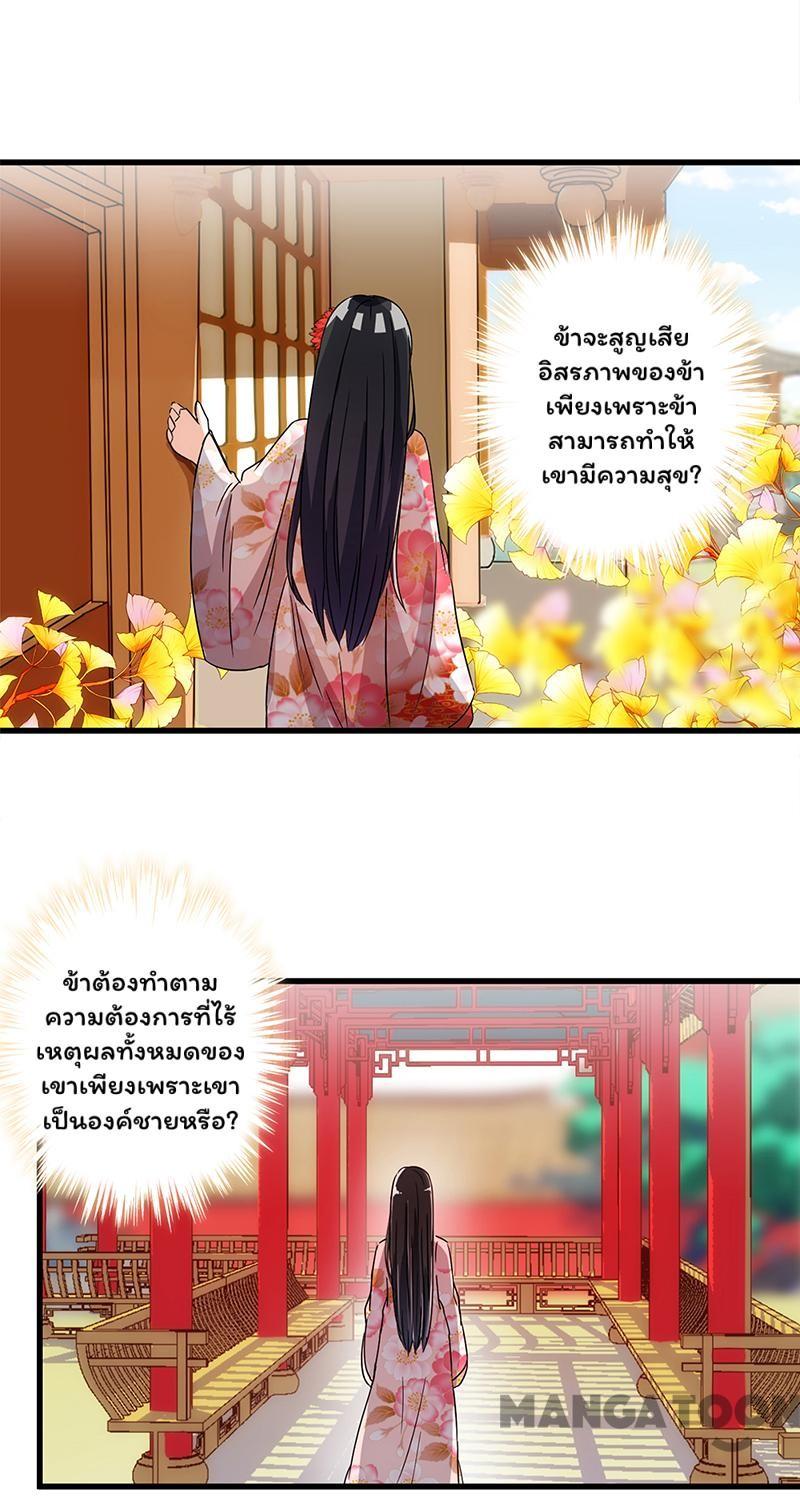 ข้าจะสูญเสีย
อิสรภาพของข้า
เพียงเพราะข้า
สามารถทำให้
เขามีความสุข?
ข้าต้องทำตาม
ความต้องการที่ไร้
เหตุผลทั้งหมดของ
เขาเพียงเพราะเขา
เป็นองค์ชายหรือ?
MANGATOON